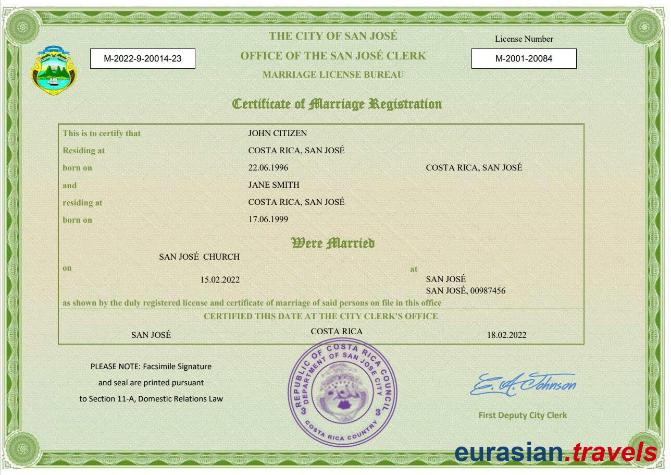 THE CITY OF SAN JOSÉ
OFFICE OF THE SAN JOSÉ CLERK
MARRIAGE LICENSE BUREAU
License Number
M-2022-9-20014-23
M-2001-20084
Certificate of Marriage Registration
This is to certify that JOHN CITIZEN
Residing at COSTA RICA, SAN JOSÉ
born on 22.06.1996 COSTA RICA, SAN JOSÉ
and JANE SMITH
residing at COSTA RICA, SAN JOSÉ
born on 17.06.1999
Were Married
SAN JOSÉ CHURCH
on 15.02.2022 at SAN JOSÉ
SAN JOSÉ, 00987456
as shown by the duly registered license and certificate of marriage of said persons on file in this office
CERTIFIED THIS DATE AT THE CITY CLERK'S OFFICE
SAN JOSÉ COSTA RICA 18.02.2022
PLEASE NOTE: Facsimile Signature
and seal are printed pursuant
to Section 11-A, Domestic Relations Law
REPUBLIC OF COSTA RICA COUNCIL
DEPARTMENT OF SAN JOSE CITY
3 3
COSTA RICA COUNTRY
E. A. Johnson
First Deputy City Clerk
eurasian.travels